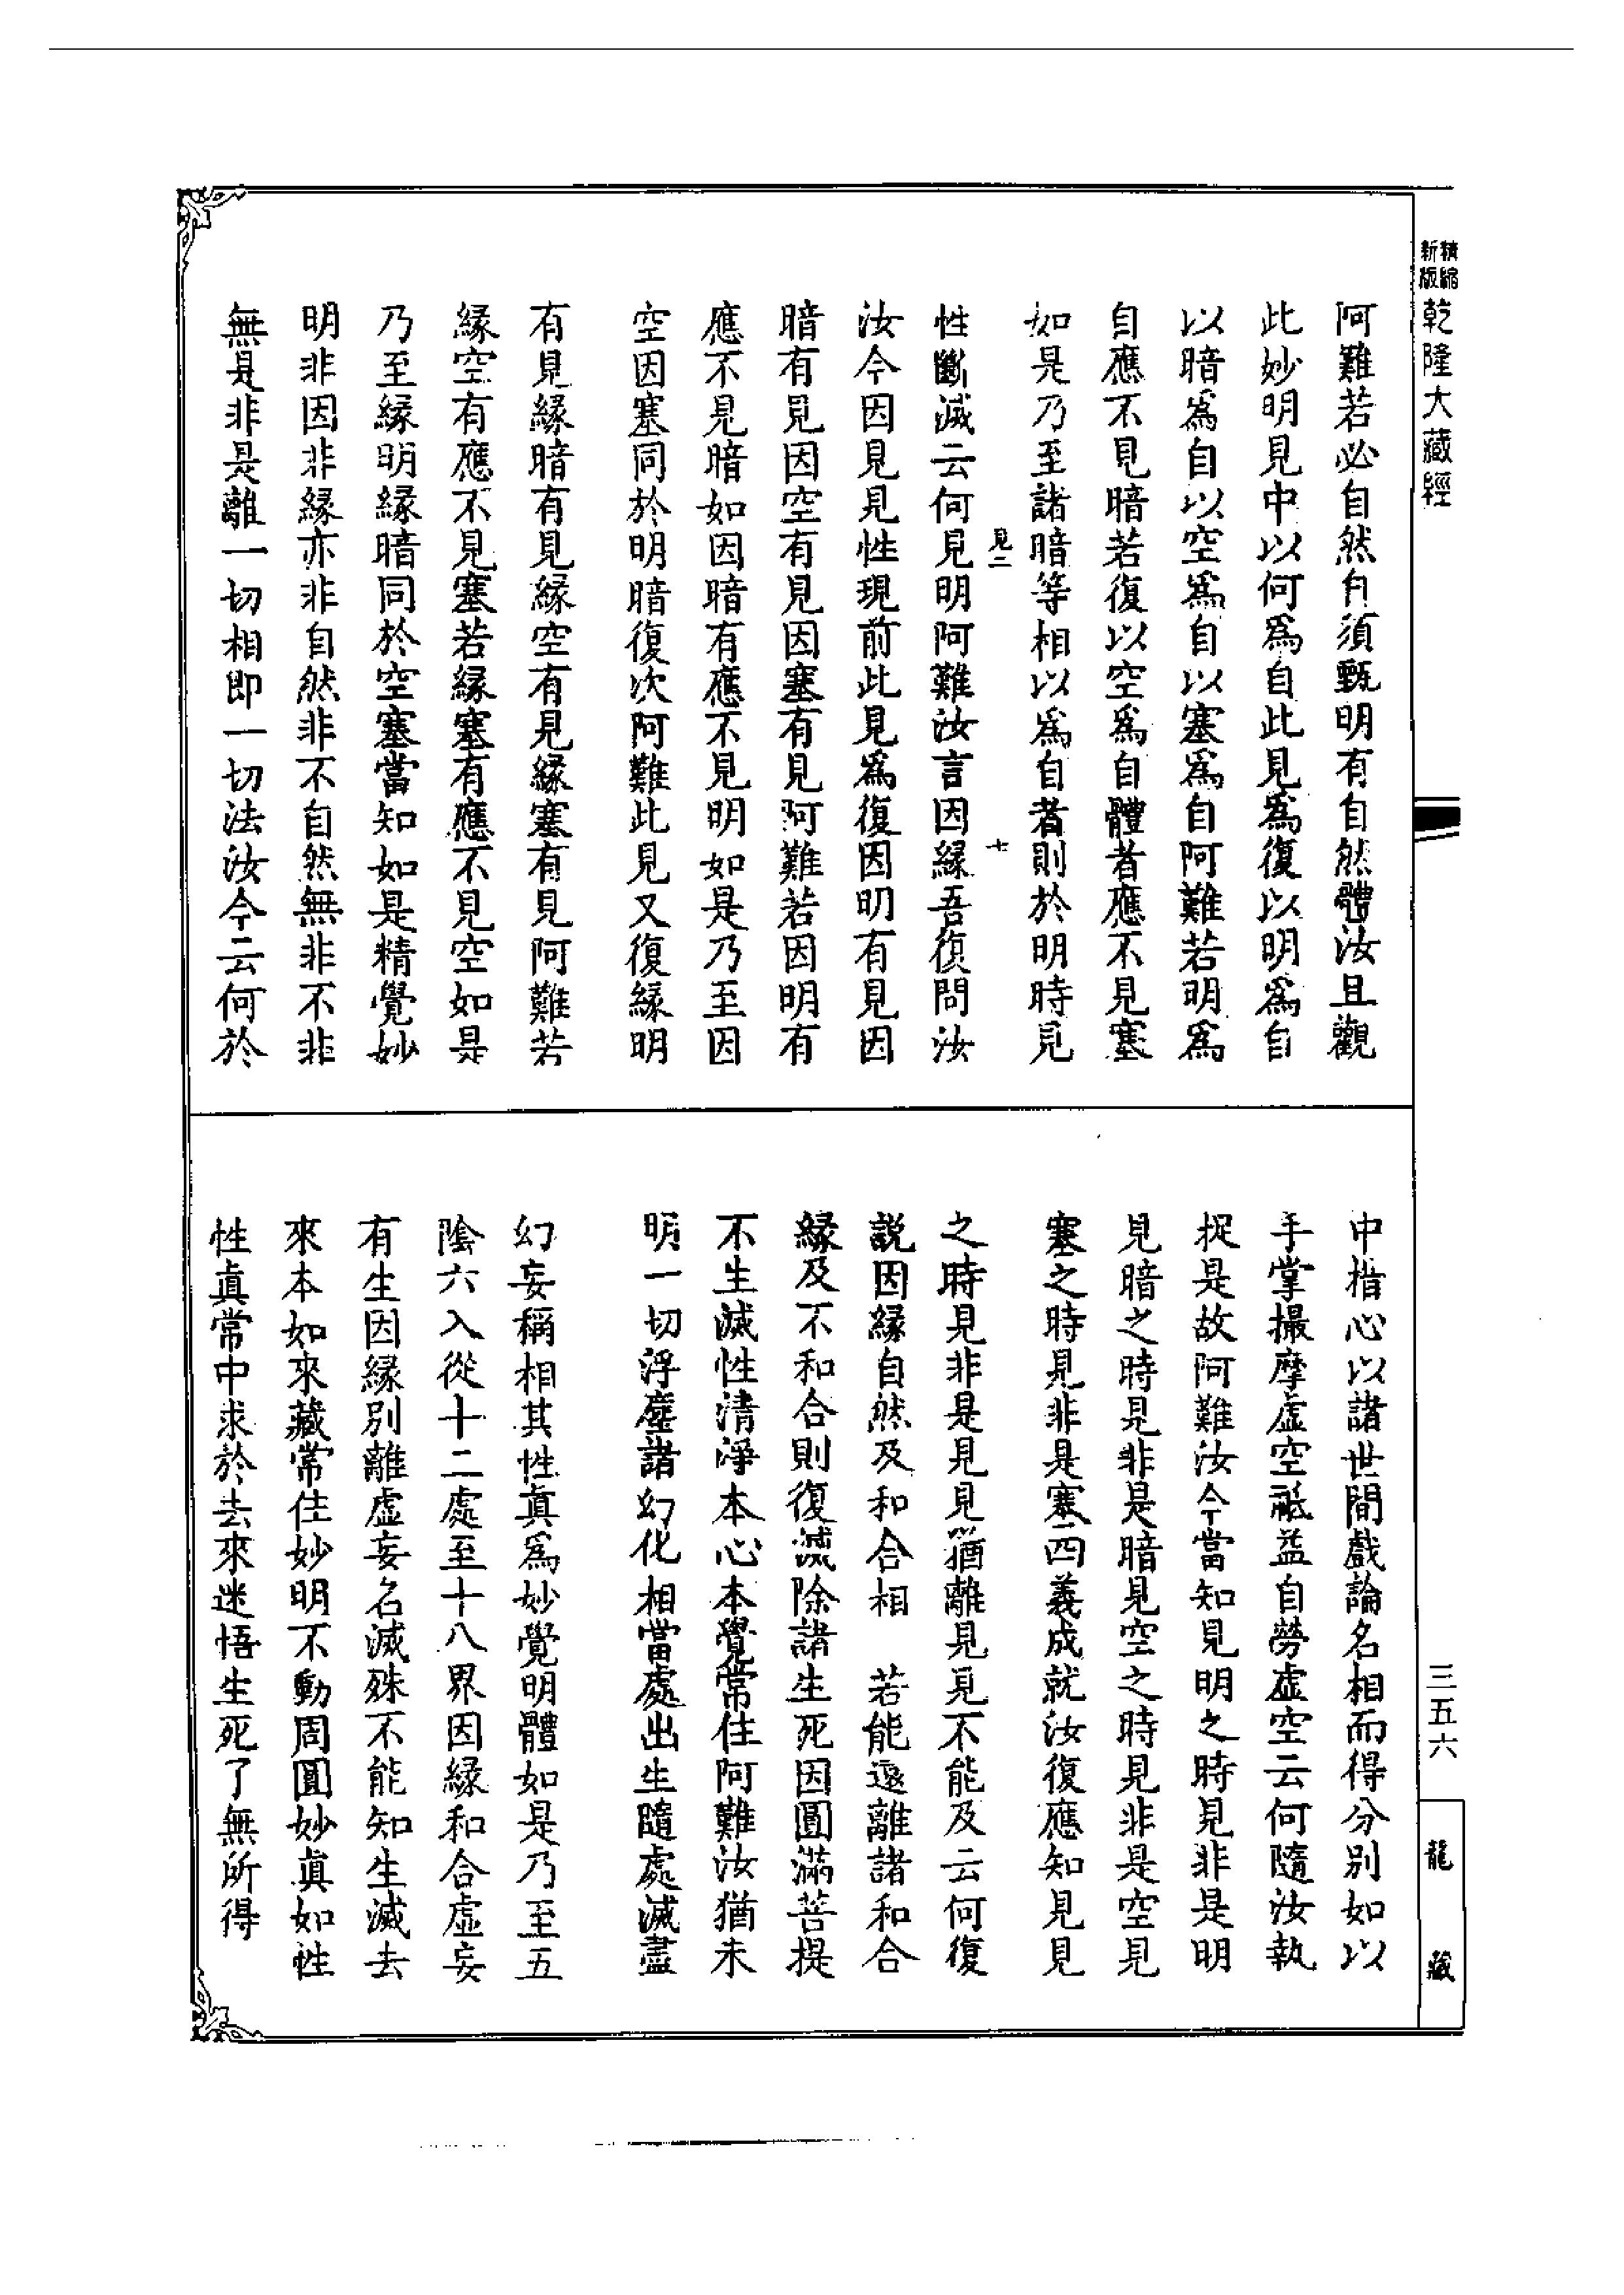 精縮
新版
乾隆大藏經
阿難若必自然自須甄明有自然體汝且觀
此妙明見中以何爲自此見爲復以明爲自
以暗爲自以空爲自以塞爲自阿難若明爲
自應不見暗若復以空爲自體者應不見塞
如是乃至諸暗等相以爲自者則於明時見
見二
七
性斷滅云何見明阿難汝言因緣吾復問汝
汝今因見見性現前此見爲復因明有見因
暗有見因空有見因塞有見阿難若因明有
應不見暗如因暗有應不見明如是乃至因
空因塞同於明暗復次阿難此見又復緣明
有見緣暗有見緣空有見緣塞有見阿難若
緣空有應不見塞若緣塞有應不見空如是
乃至緣明緣暗同於空塞當知如是精覺妙
明非因非緣亦非自然非不自然無非不非
無是非是離一切相即一切法汝今云何於
中措心以諸世間戲論名相而得分別如以
手掌撮摩虛空秖益自勞虛空云何隨汝執
捉是故阿難汝今當知見明之時見非是明
見暗之時見非是暗見空之時見非是空見
塞之時見非是塞四義成就汝復應知見見
之時見非是見見猶離見見不能及云何復
說因緣自然及和合相　若能遠離諸和合
緣及不和合則復滅除諸生死因圓滿菩提
不生滅性清淨本心本覺常住阿難汝猶未
明一切浮塵諸幻化相當處出生隨處滅盡
幻妄稱相其性真爲妙覺明體如是乃至五
陰六入從十二處至十八界因緣和合虛妄
有生因緣別離虛妄名滅殊不能知生滅去
來本如來藏常住妙明不動周圓妙真如性
性真常中求於去來迷悟生死了無所得
三五六
龍藏